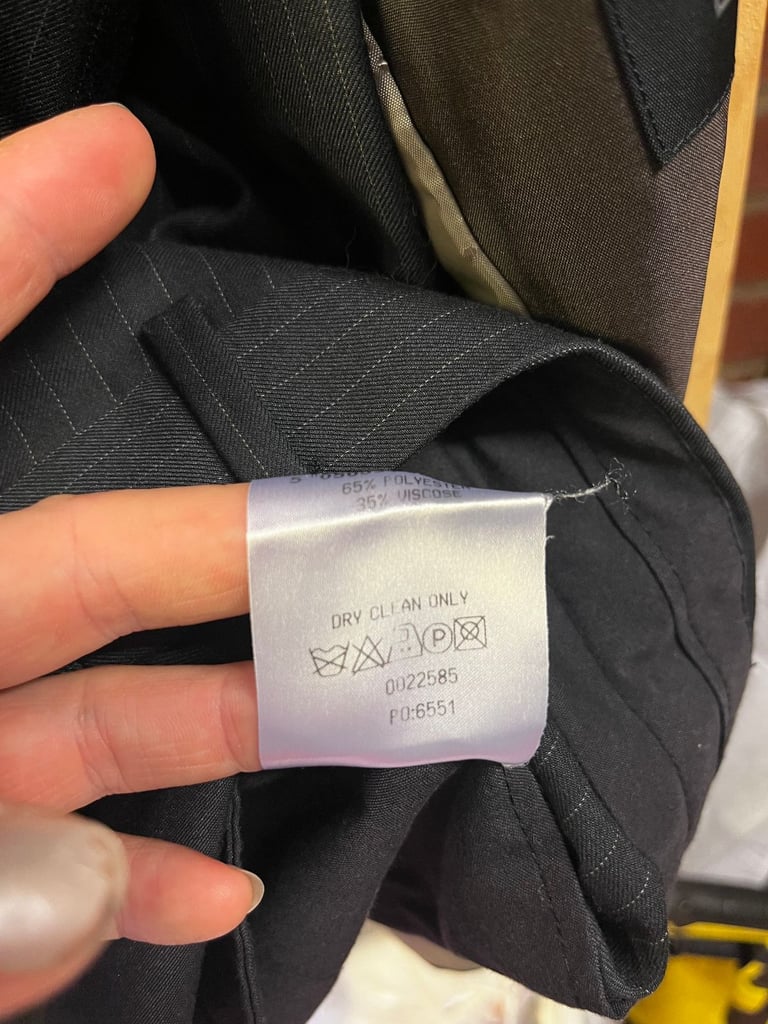 65% POLYESTER
35% VISCOSE
DRY CLEAN ONLY
P
0022585
PO:6551